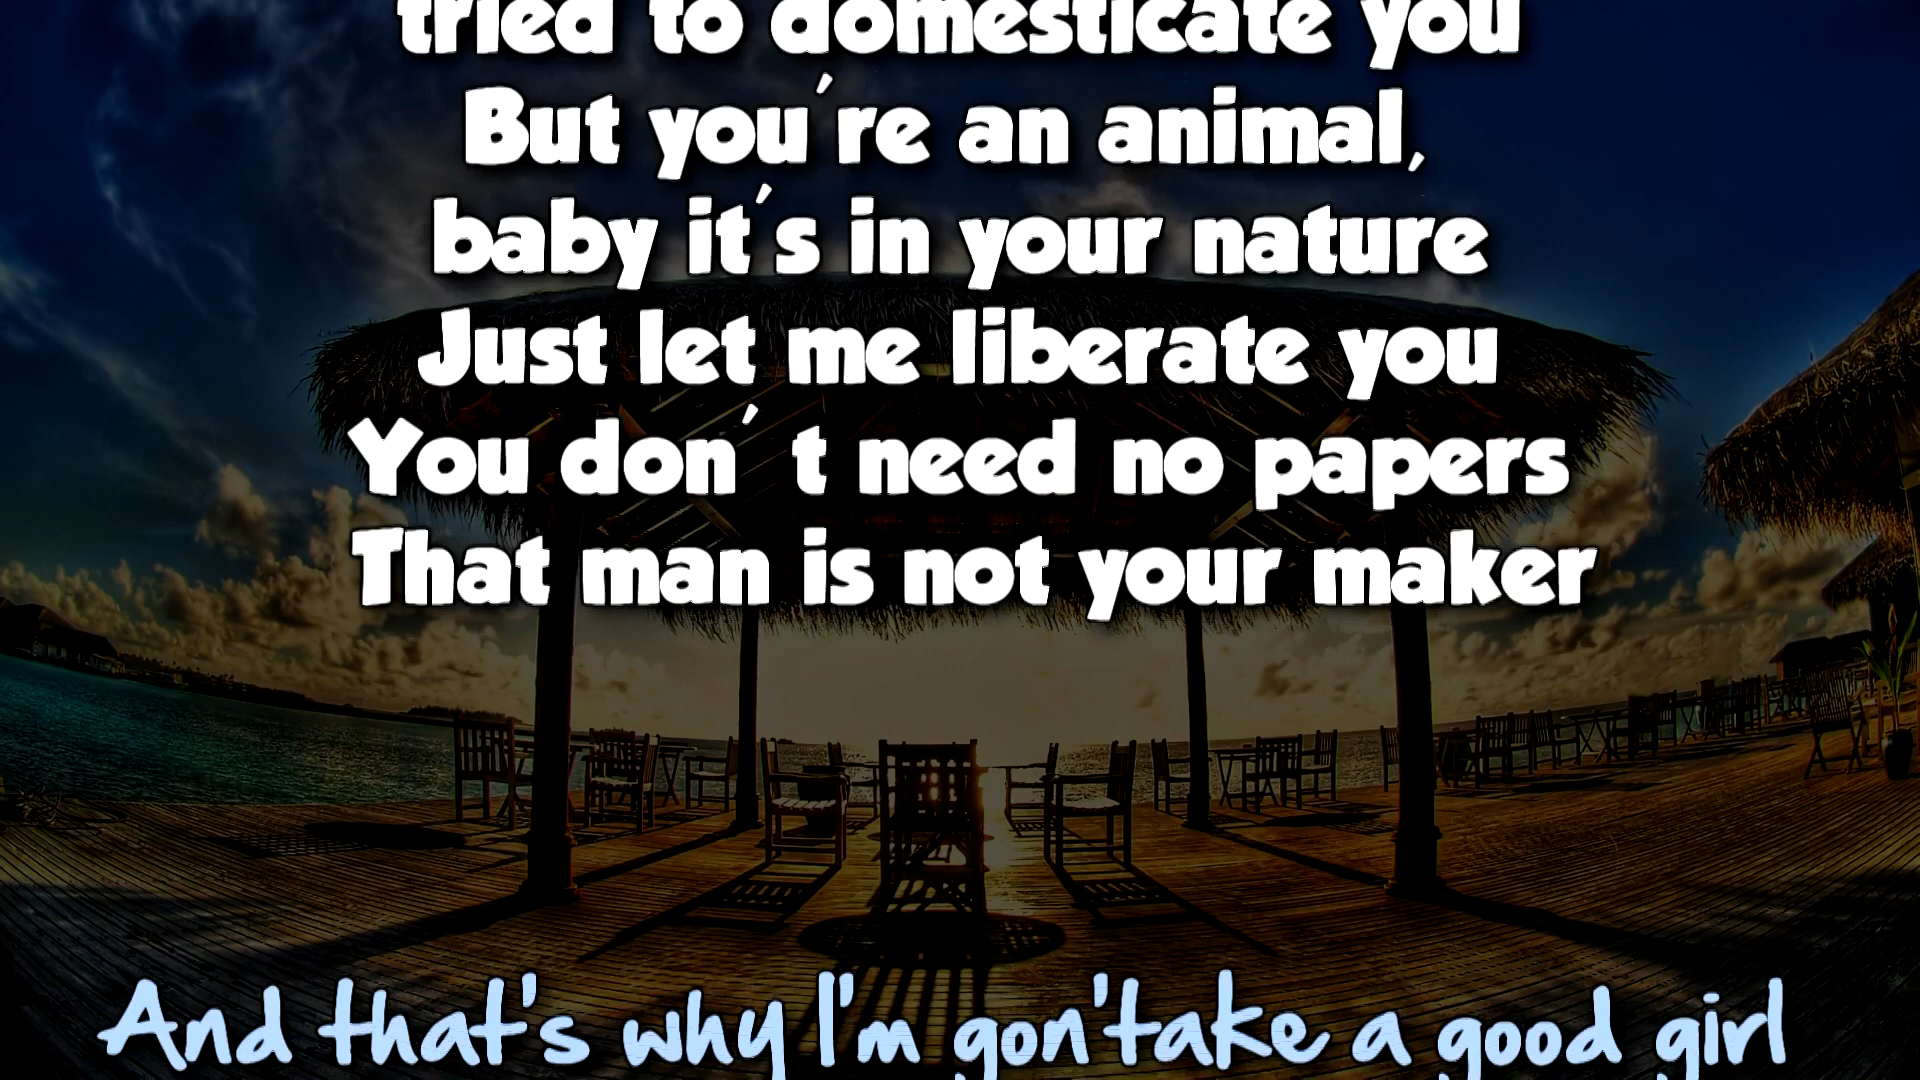 tried to domesticate you
But you're an animal,
baby it's in your nature
Just let me liberate you
You don' t need no papers
That man is not your maker
And that's why I'm gon'take a good girl